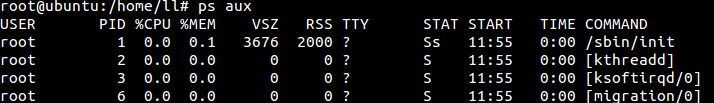 root@ubuntu:/home/ll# ps aux
USER       PID %CPU %MEM    VSZ   RSS TTY      STAT START   TIME COMMAND
root         1  0.0  0.1   3676  2000 ?        Ss   11:55   0:00 /sbin/init
root         2  0.0  0.0      0     0 ?        S    11:55   0:00 [kthreadd]
root         3  0.0  0.0      0     0 ?        S    11:55   0:00 [ksoftirqd/0]
root         6  0.0  0.0      0     0 ?        S    11:55   0:00 [migration/0]